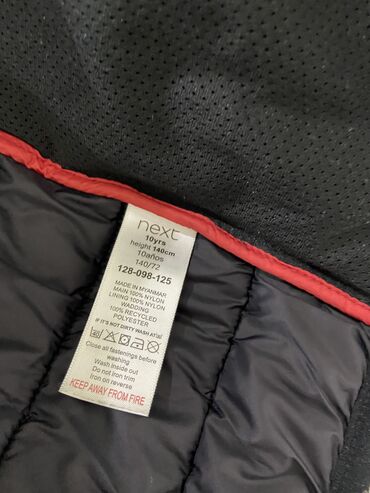 next
10yrs
height 140cm
10años
140/72
128-098-125
MADE IN MYANMAR
MAIN 100% NYLON
LINING 100% NYLON
WADDING
100% RECYCLED
POLYESTER
IF IT'S NOT DIRTY WASH AT
Close all fastenings before
washing
Wash inside out
Do not iron trim
Iron on reverse
KEEP AWAY FROM FIRE